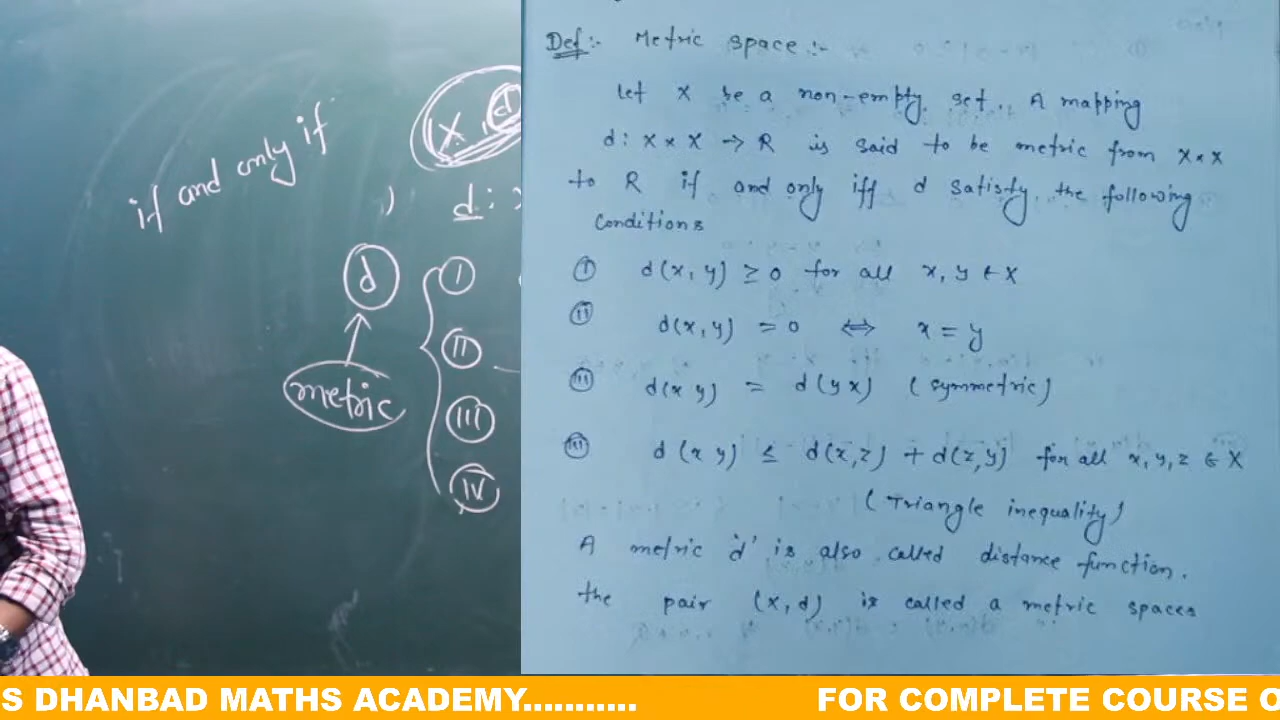 if and only if
(X, d)
) d :
d
metric
I
II
III
IV
Def:- Metric space :-
Let X be a non-empty set. A mapping
d : X × X → R is said to be metric from X × X
to R if and only iff d satisfy the following
Conditions
(I) d(x, y) ≥ 0 for all x, y ∈ X
(II) d(x, y) = 0 ⇔ x = y
(III) d(x y) = d(y x) (symmetric)
(III) d(x y) ≤ d(x, z) + d(z, y) for all x, y, z ∈ X
(Triangle inequality)
A metric 'd' is also called distance function.
the pair (X, d) is called a metric spaces
S DHANBAD MATHS ACADEMY........... FOR COMPLETE COURSE O